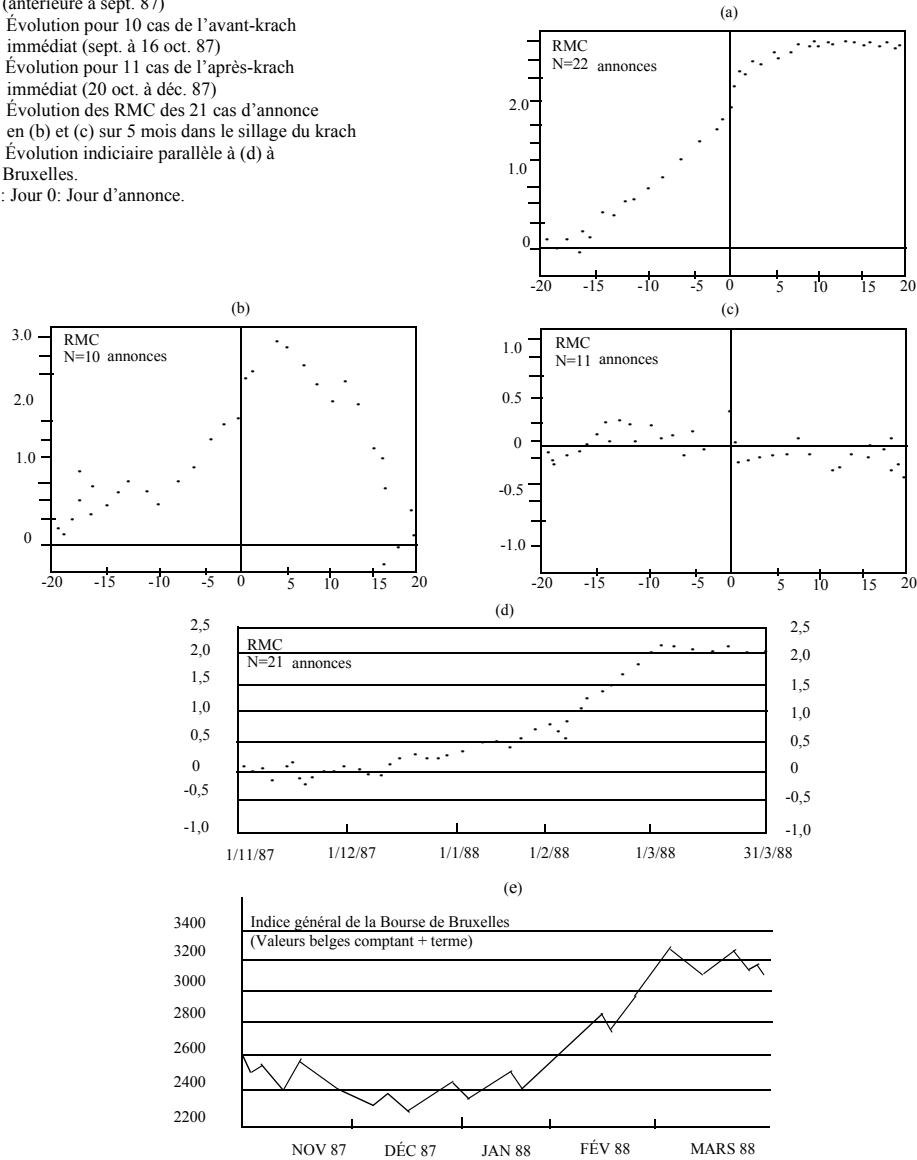 (antérieure à sept. 87)
Évolution pour 10 cas de l’avant-krach
immédiat (sept. à 16 oct. 87)
Évolution pour 11 cas de l’après-krach
immédiat (20 oct. à déc. 87)
Évolution des RMC des 21 cas d’annonce
en (b) et (c) sur 5 mois dans le sillage du krach
Évolution indiciaire parallèle à (d) à
Bruxelles.
: Jour 0: Jour d’annonce.
(a)
RMC
N=22 annonces
2.0
1.0
0
-20 -15 -10 -5 0 5 10 15 20
(b)
3.0
RMC
N=10 annonces
2.0
1.0
0
-20 -15 -10 -5 0 5 10 15 20
(c)
1.0
RMC
N=11 annonces
0.5
0
-0.5
-1.0
-20 -15 -10 -5 0 5 10 15 20
(d)
2,5 2,5
RMC
2,0 2,0
N=21 annonces
1,5 1,5
1,0 1,0
0,5 0,5
0 0
-0,5 -0,5
-1,0 -1,0
1/11/87 1/12/87 1/1/88 1/2/88 1/3/88 31/3/88
(e)
3400
Indice général de la Bourse de Bruxelles
(Valeurs belges comptant + terme)
3200
3000
2800
2600
2400
2200
NOV 87 DÉC 87 JAN 88 FÉV 88 MARS 88